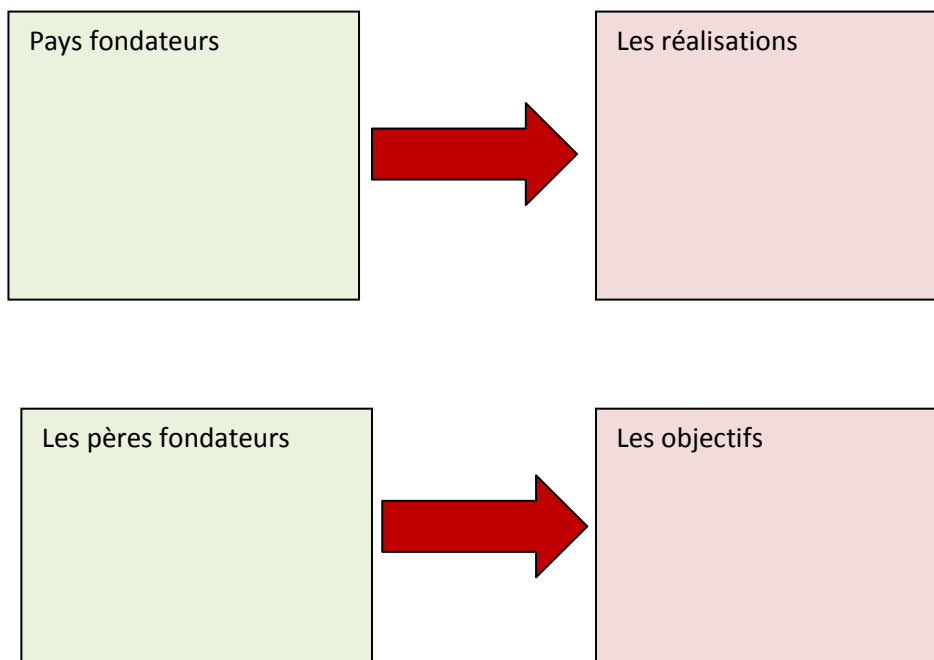 Pays fondateurs
Les réalisations
Les pères fondateurs
Les objectifs